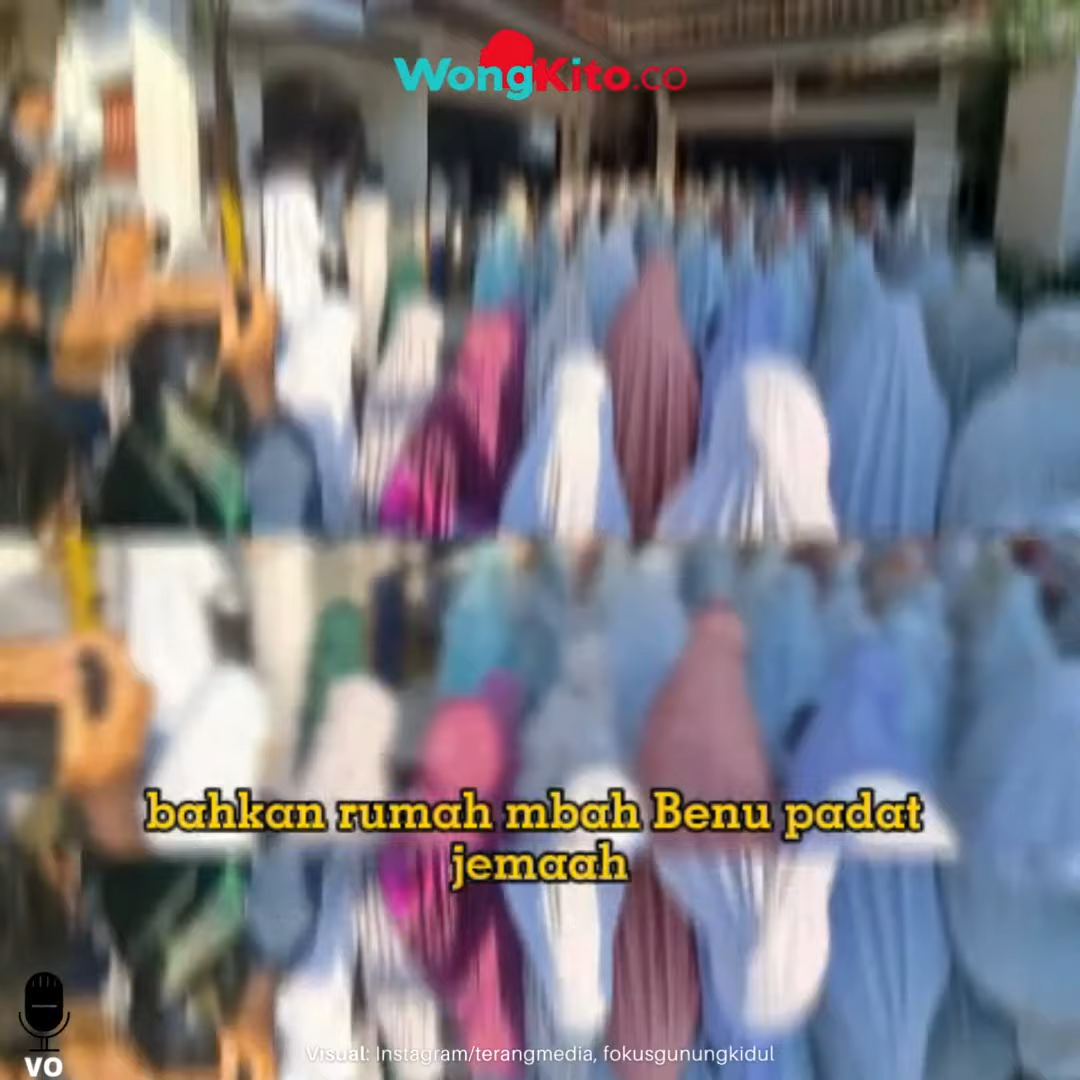 WongKito.co
bahkan rumah mbah Benu padat
jemaah
VO
Visual: Instagram/terangmedia, fokusgunungkidul